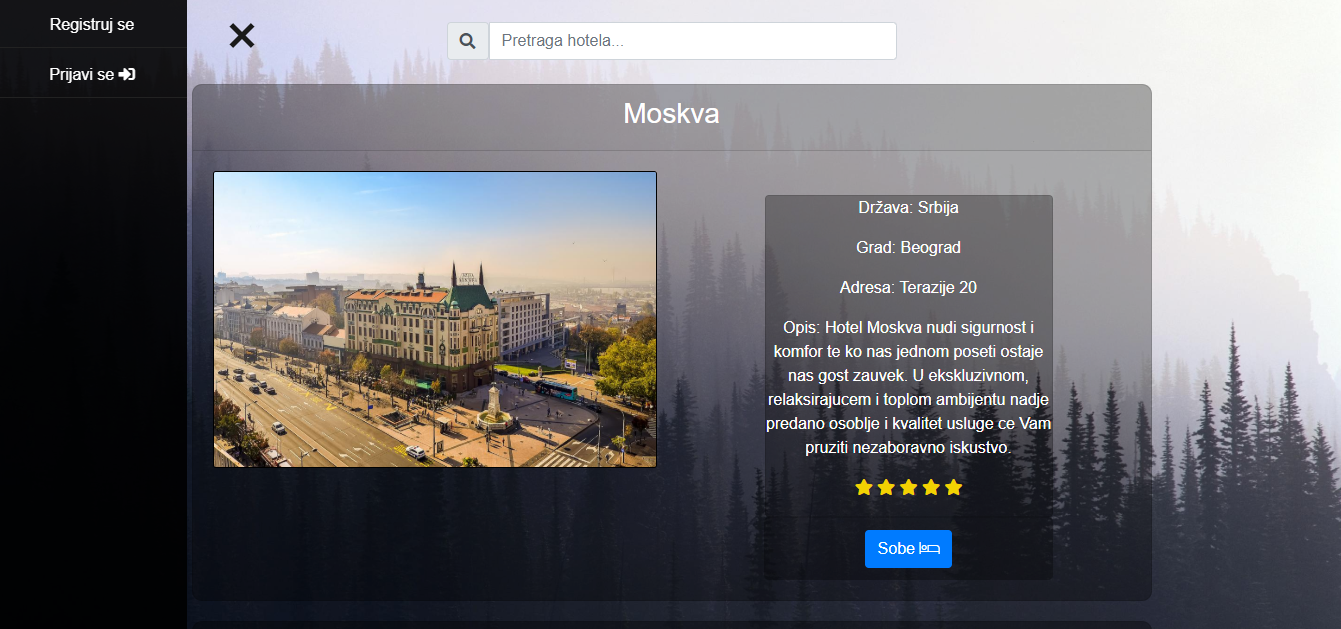 Registruj se
Prijavi se
Pretraga hotela...
Moskva
Država: Srbija
Grad: Beograd
Adresa: Terazije 20
Opis: Hotel Moskva nudi sigurnost i
komfor te ko nas jednom poseti ostaje
nas gost zauvek. U ekskluzivnom,
relaksirajucem i toplom ambijentu nadje
predano osoblje i kvalitet usluge ce Vam
pruziti nezaboravno iskustvo.
Sobe